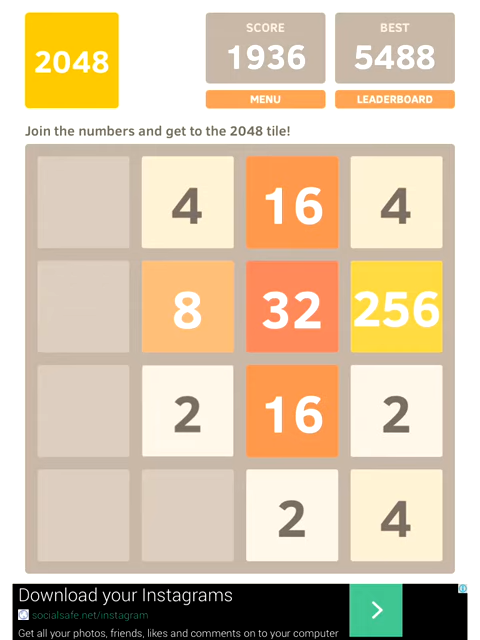 2048
SCORE
1936
BEST
5488
MENU
LEADERBOARD
Join the numbers and get to the 2048 tile!
4 16 4
8 32 256
2 16 2
2 4
Download your Instagrams
socialsafe.net/instagram
Get all your photos, friends, likes and comments on to your computer